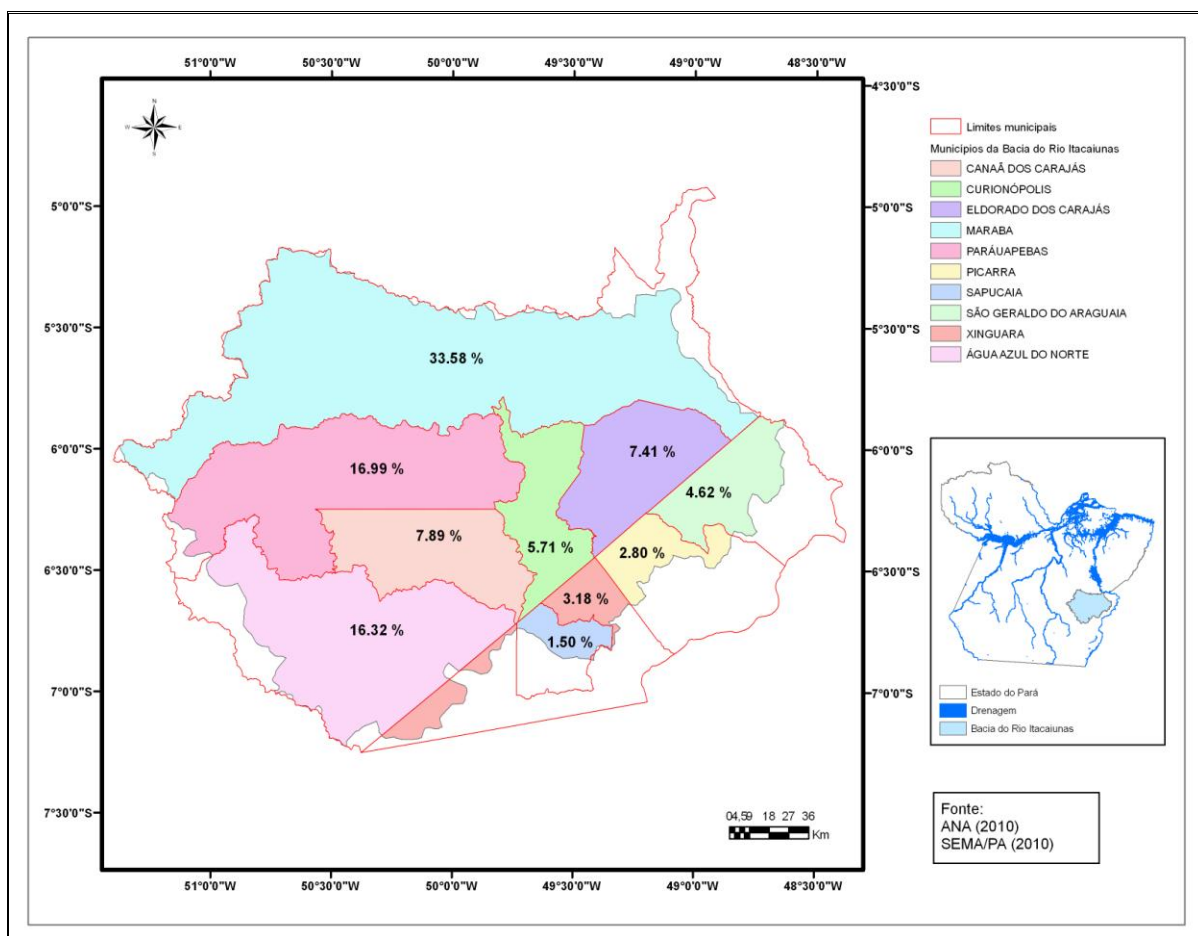 51°0'0"W 50°30'0"W 50°0'0"W 49°30'0"W 49°0'0"W 48°30'0"W
N
W E
S
4°30'0"S
5°0'0"S 5°0'0"S
5°30'0"S 5°30'0"S
6°0'0"S 6°0'0"S
6°30'0"S 6°30'0"S
7°0'0"S 7°0'0"S
7°30'0"S
33.58 %
7.41 %
16.99 %
4.62 %
7.89 %
5.71 %
2.80 %
3.18 %
16.32 %
1.50 %
04,59 18 27 36
Km
51°0'0"W 50°30'0"W 50°0'0"W 49°30'0"W 49°0'0"W 48°30'0"W
Limites municipais
Municipios da Bacia do Rio Itacaiunas
CANAÃ DOS CARAJÁS
CURIONÓPOLIS
ELDORADO DOS CARAJÁS
MARABA
PARÁUAPEBAS
PICARRA
SAPUCAIA
SÃO GERALDO DO ARAGUAIA
XINGUARA
ÁGUA AZUL DO NORTE
Estado do Pará
Drenagem
Bacia do Rio Itacaiunas
Fonte:
ANA (2010)
SEMA/PA (2010)